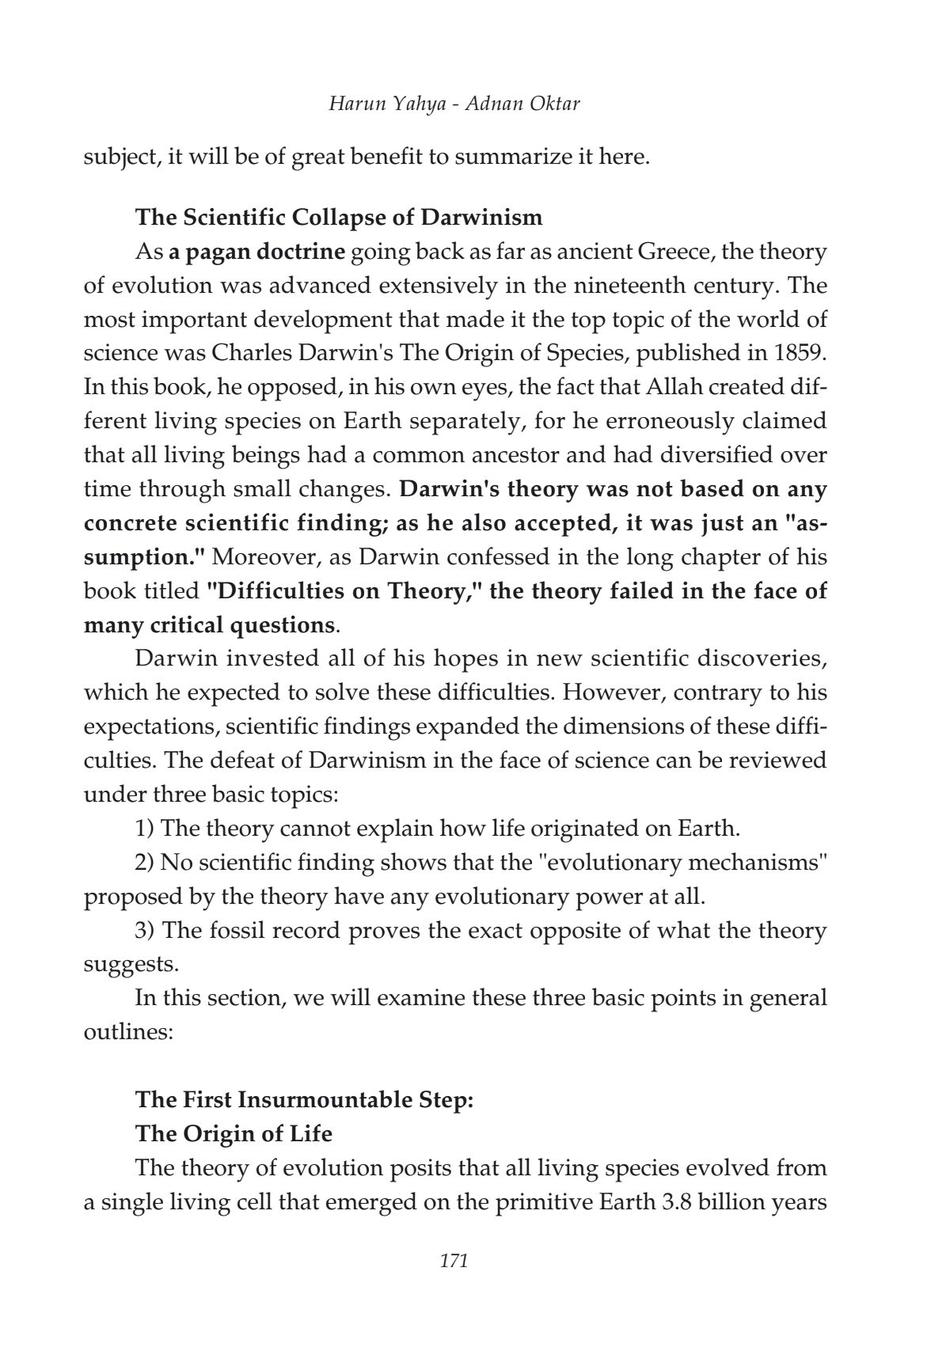 Harun Yahya - Adnan Oktar
subject, it will be of great benefit to summarize it here.
The Scientific Collapse of Darwinism
As a pagan doctrine going back as far as ancient Greece, the theory
of evolution was advanced extensively in the nineteenth century. The
most important development that made it the top topic of the world of
science was Charles Darwin's The Origin of Species, published in 1859.
In this book, he opposed, in his own eyes, the fact that Allah created dif-
ferent living species on Earth separately, for he erroneously claimed
that all living beings had a common ancestor and had diversified over
time through small changes. Darwin's theory was not based on any
concrete scientific finding; as he also accepted, it was just an "as-
sumption." Moreover, as Darwin confessed in the long chapter of his
book titled "Difficulties on Theory," the theory failed in the face of
many critical questions.
Darwin invested all of his hopes in new scientific discoveries,
which he expected to solve these difficulties. However, contrary to his
expectations, scientific findings expanded the dimensions of these diffi-
culties. The defeat of Darwinism in the face of science can be reviewed
under three basic topics:
1) The theory cannot explain how life originated on Earth.
2) No scientific finding shows that the "evolutionary mechanisms"
proposed by the theory have any evolutionary power at all.
3) The fossil record proves the exact opposite of what the theory
suggests.
In this section, we will examine these three basic points in general
outlines:
The First Insurmountable Step:
The Origin of Life
The theory of evolution posits that all living species evolved from
a single living cell that emerged on the primitive Earth 3.8 billion years
171